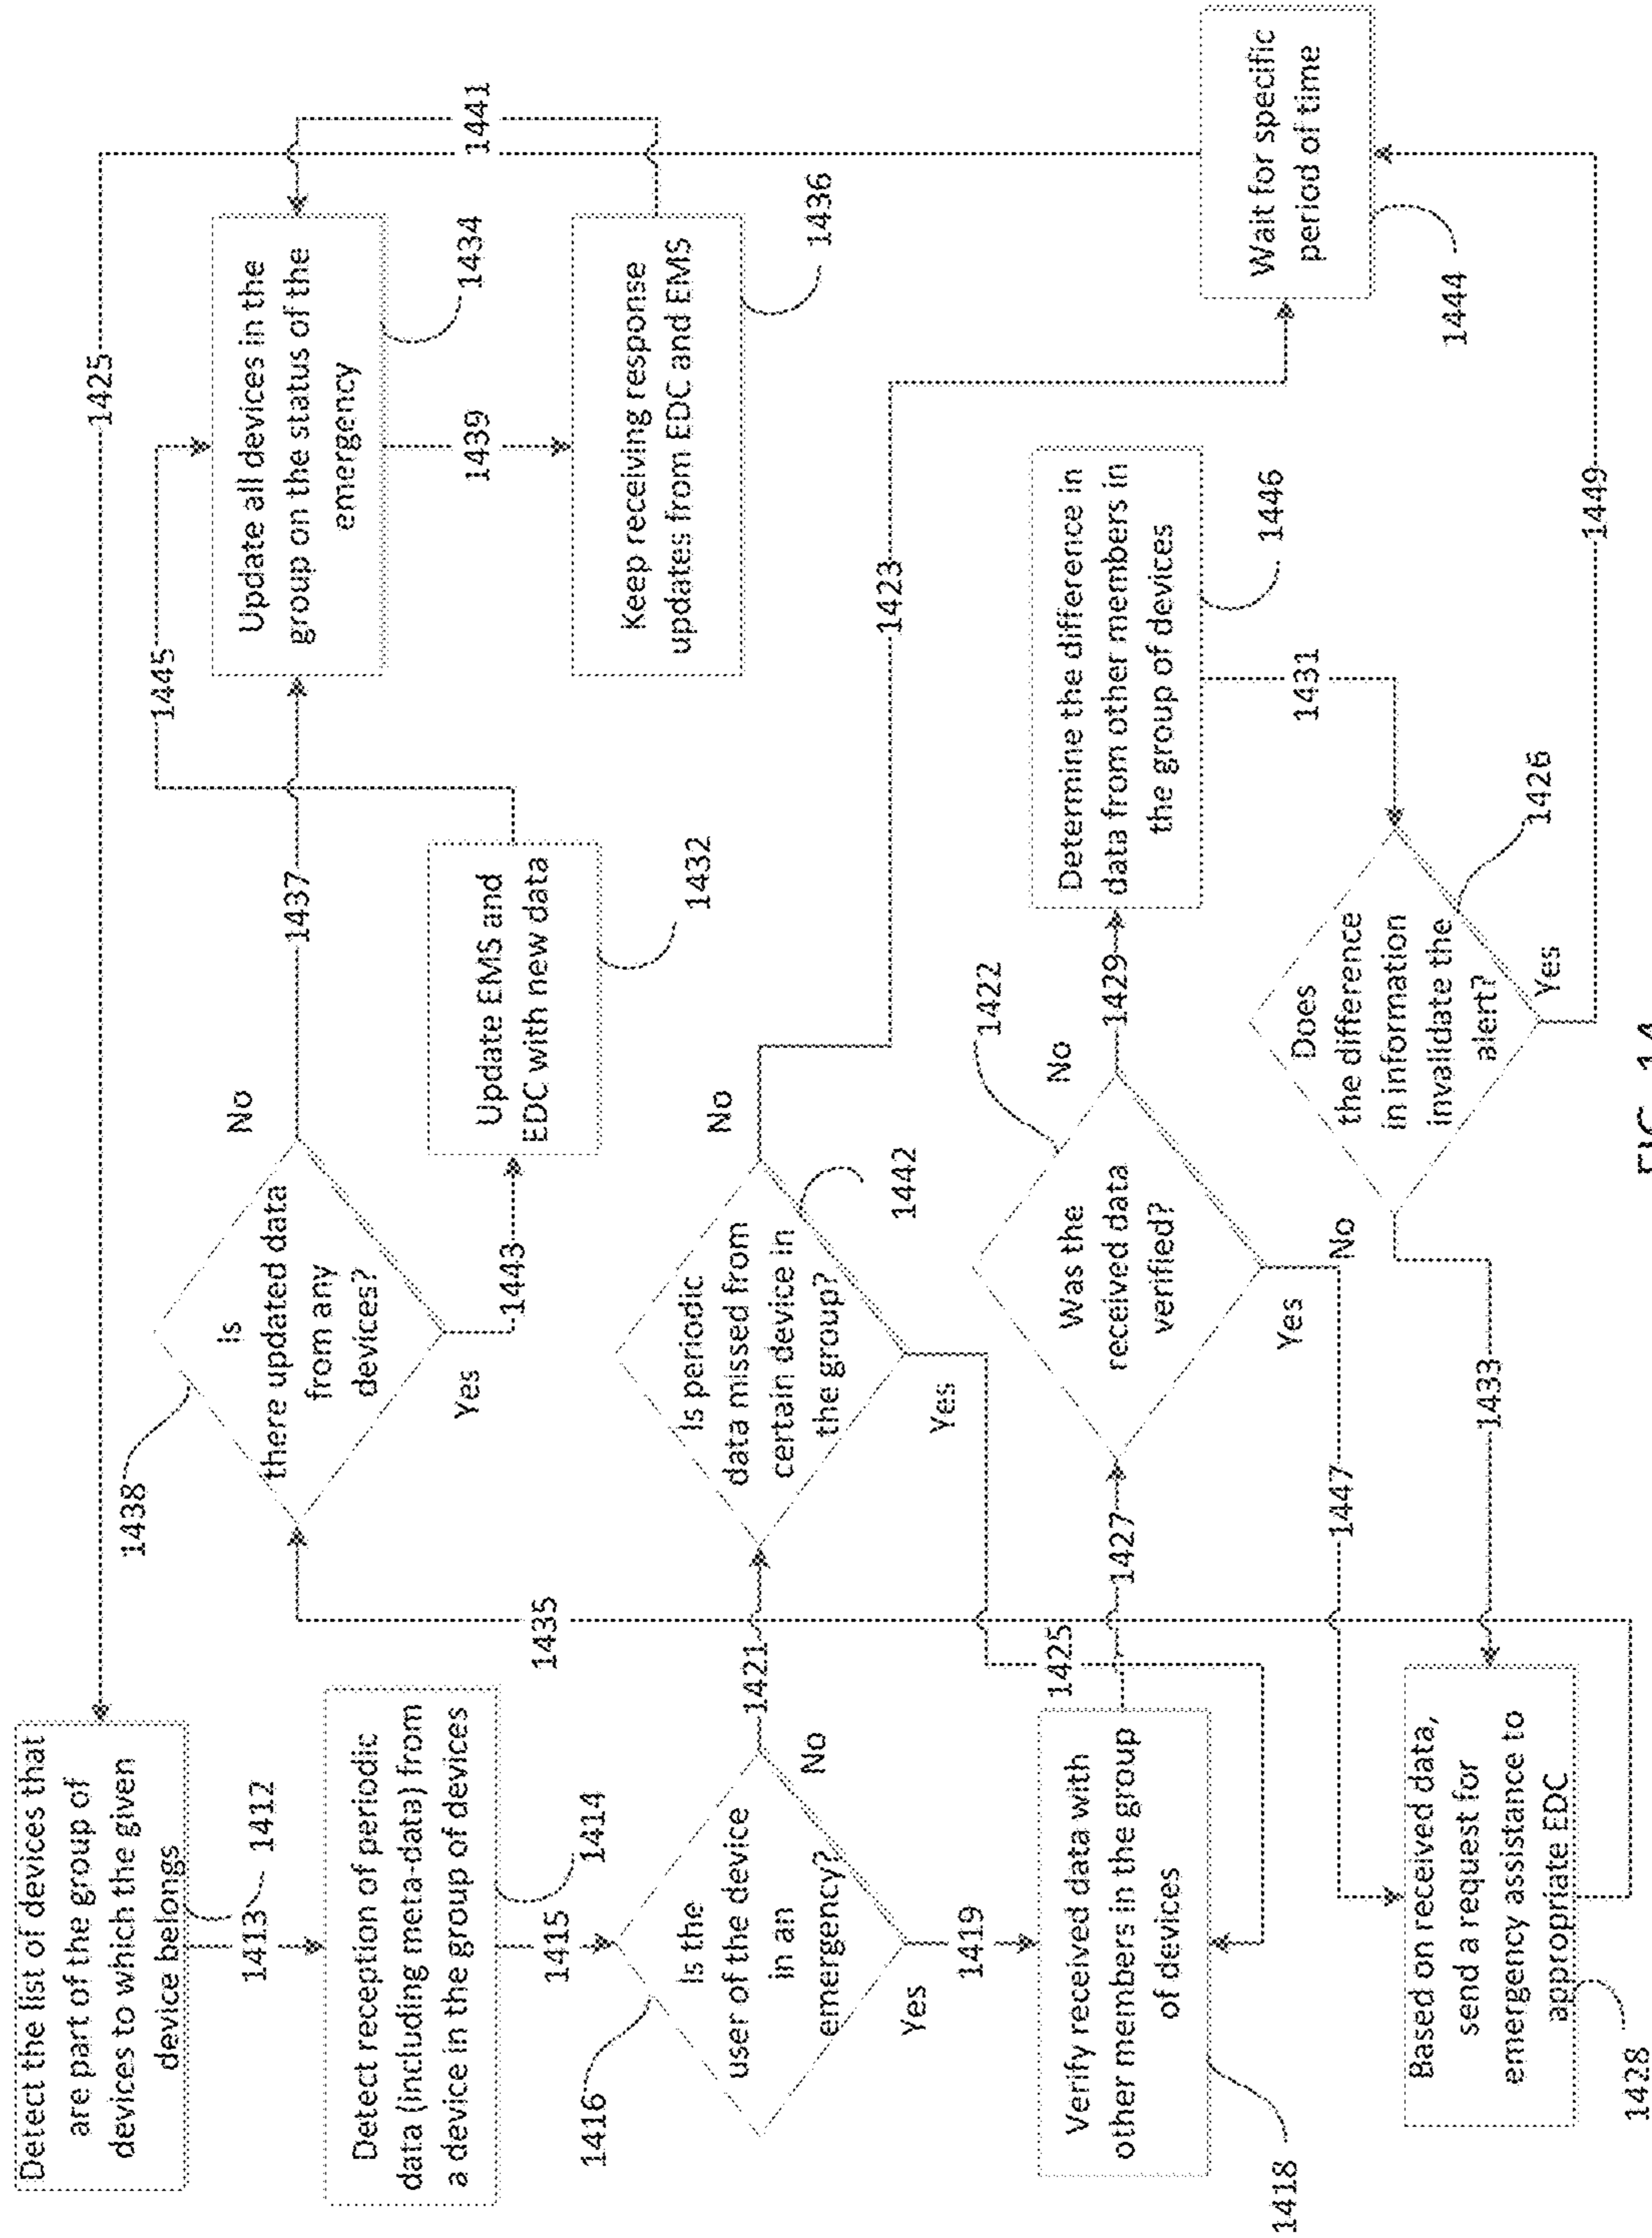 Detect the list of devices that
are part of the group of
devices to which the given
device belongs
1412
1413
Detect reception of periodic
data (including meta-data) from
a device in the group of devices
1414
1415
Is the
user of the device
in an
emergency?
1416
No
1421
Yes
1419
Verify received data with
other members in the group
of devices
1418
1425
1427
Based on received data,
send a request for
emergency assistance to
appropriate EDC
1428
1435
Is
there updated data
from any
devices?
1438
No
1437
Yes
1443
Update EMS and
EDC with new data
1432
1445
Update all devices in the
group on the status of the
emergency
1434
1439
Keep receiving response
updates from EDC and EMS
1436
1441
1425
Is periodic
data missed from
certain device in
the group?
1442
No
1423
Yes
Was the
received data
verified?
1422
No
1429
Yes
1447
Determine the difference in
data from other members in
the group of devices
1446
1431
Does
the difference
in information
invalidate the
alert?
1426
No
1433
Yes
1449
Wait for specific
period of time
1444
FIG. 14